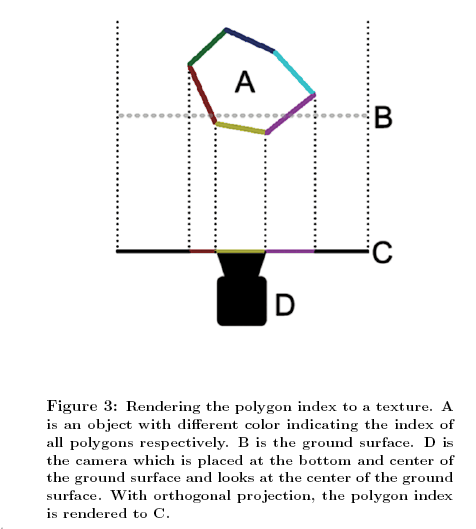 A
B
C
D
Figure 3: Rendering the polygon index to a texture. A
is an object with different color indicating the index of
all polygons respectively. B is the ground surface. D is
the camera which is placed at the bottom and center of
the ground surface and looks at the center of the ground
surface. With orthogonal projection, the polygon index
is rendered to C.